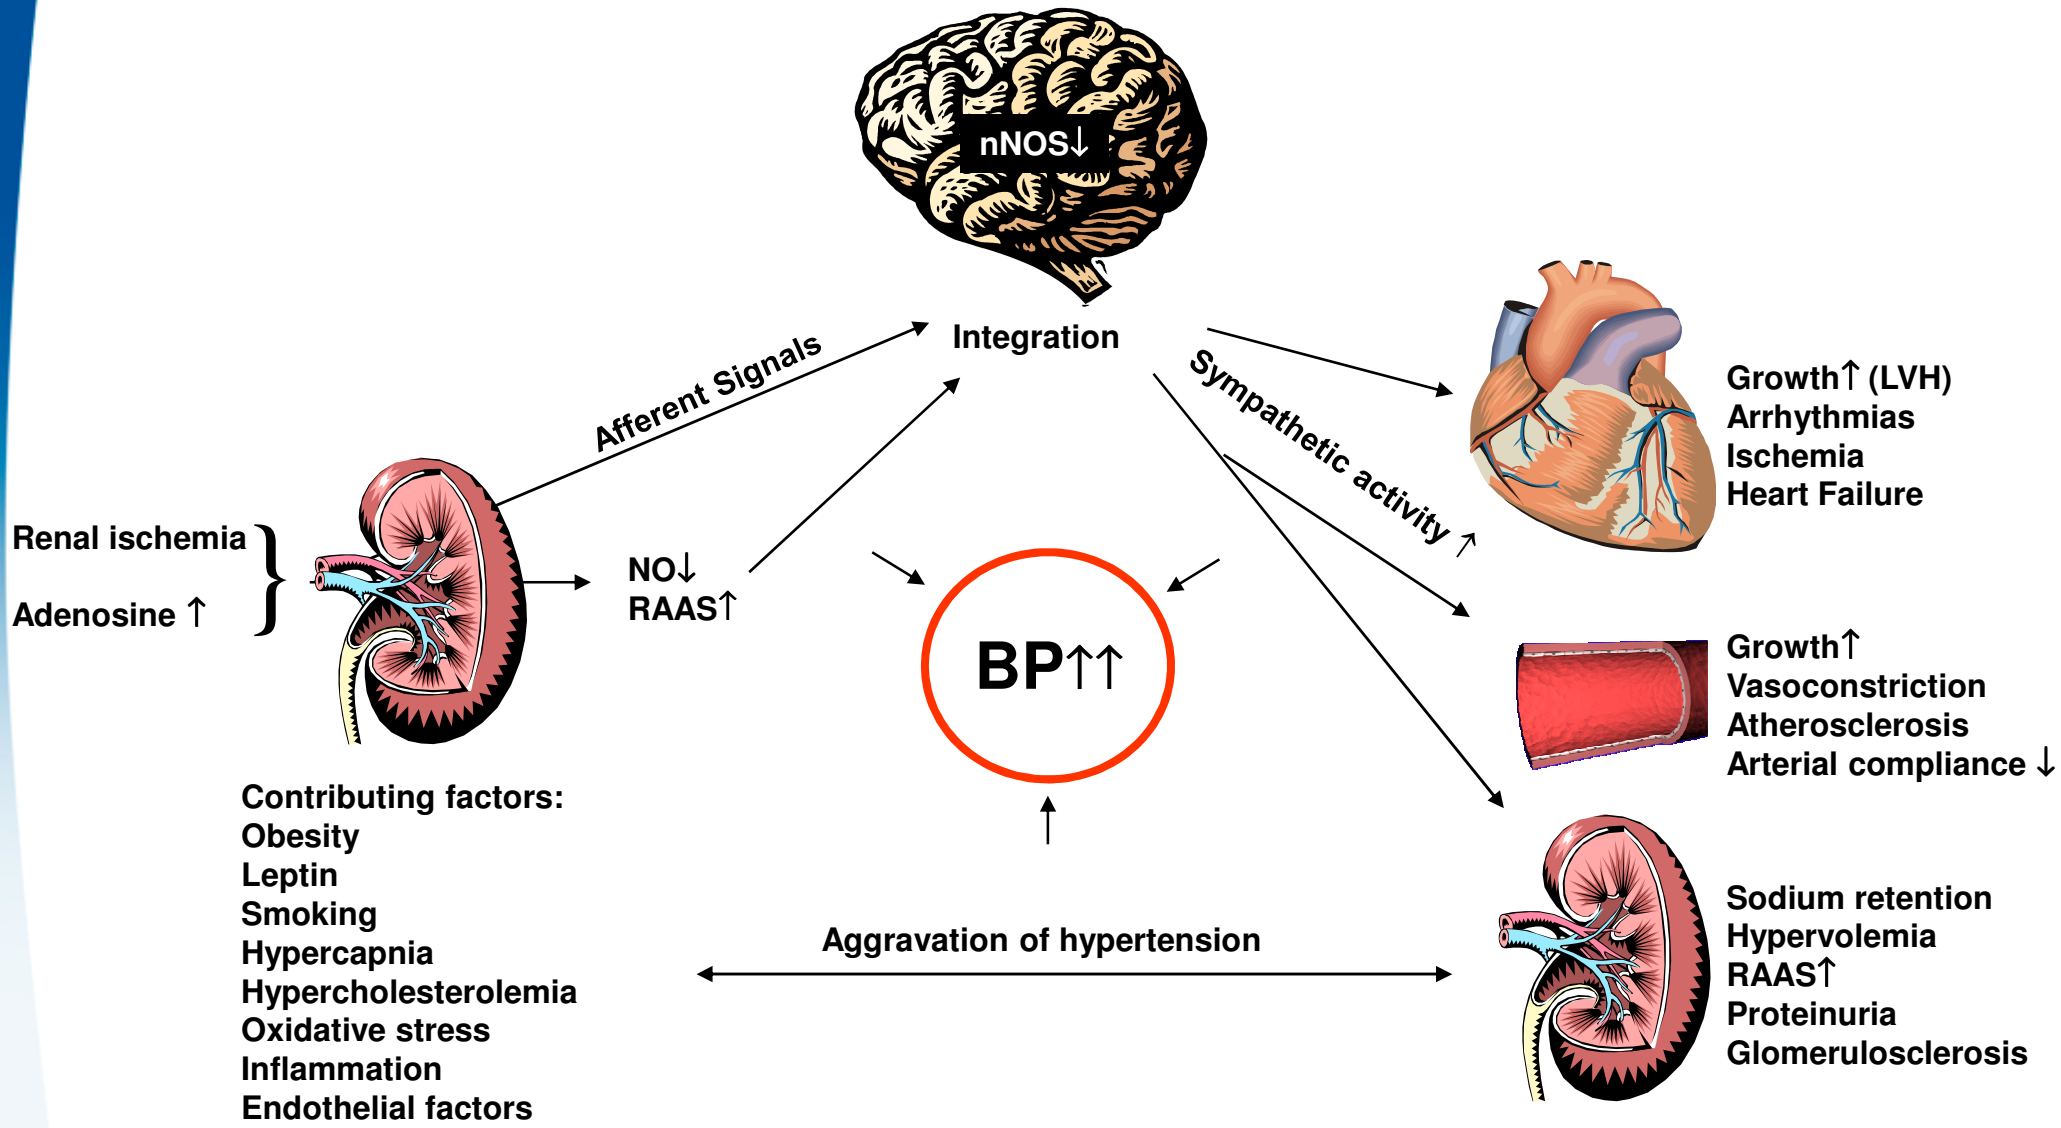 nNOS↓
Integration
Afferent Signals
Sympathetic activity ↑
Growth↑ (LVH)
Arrhythmias
Ischemia
Heart Failure
Renal ischemia
Adenosine ↑
NO↓
RAAS↑
BP↑↑
Growth↑
Vasoconstriction
Atherosclerosis
Arterial compliance ↓
Contributing factors:
Obesity
Leptin
Smoking
Hypercapnia
Hypercholesterolemia
Oxidative stress
Inflammation
Endothelial factors
Aggravation of hypertension
Sodium retention
Hypervolemia
RAAS↑
Proteinuria
Glomerulosclerosis